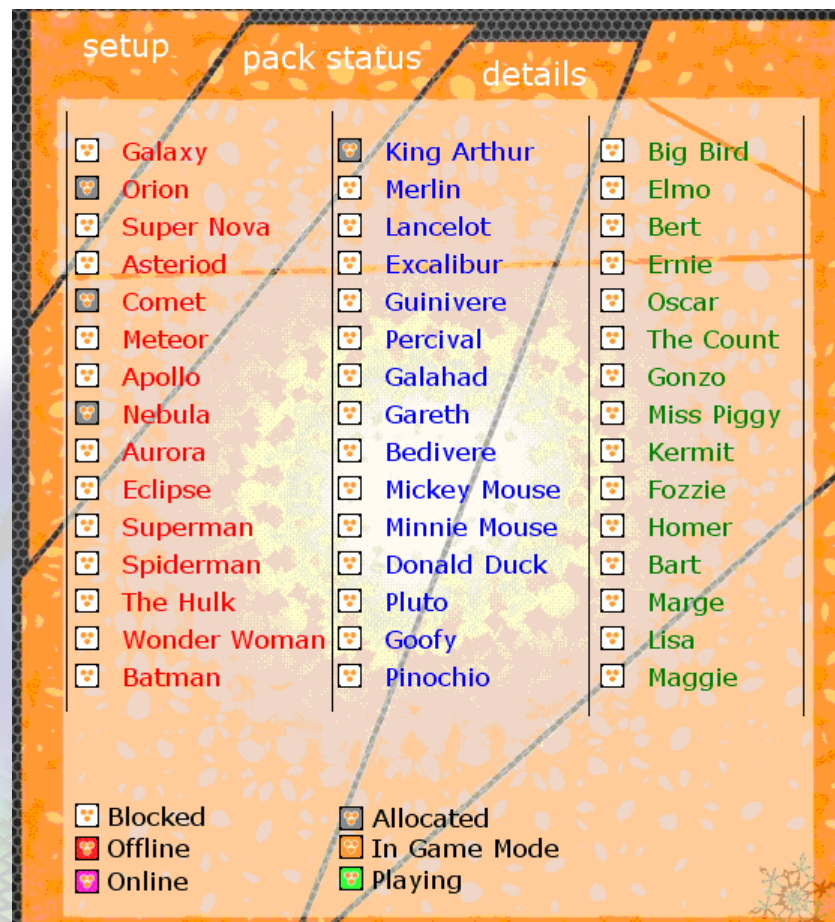 setup
pack status
details
Galaxy
Orion
Super Nova
Asteriod
Comet
Meteor
Apollo
Nebula
Aurora
Eclipse
Superman
Spiderman
The Hulk
Wonder Woman
Batman
King Arthur
Merlin
Lancelot
Excalibur
Guinivere
Percival
Galahad
Gareth
Bedivere
Mickey Mouse
Minnie Mouse
Donald Duck
Pluto
Goofy
Pinochio
Big Bird
Elmo
Bert
Ernie
Oscar
The Count
Gonzo
Miss Piggy
Kermit
Fozzie
Homer
Bart
Marge
Lisa
Maggie
Blocked
Offline
Online
Allocated
In Game Mode
Playing